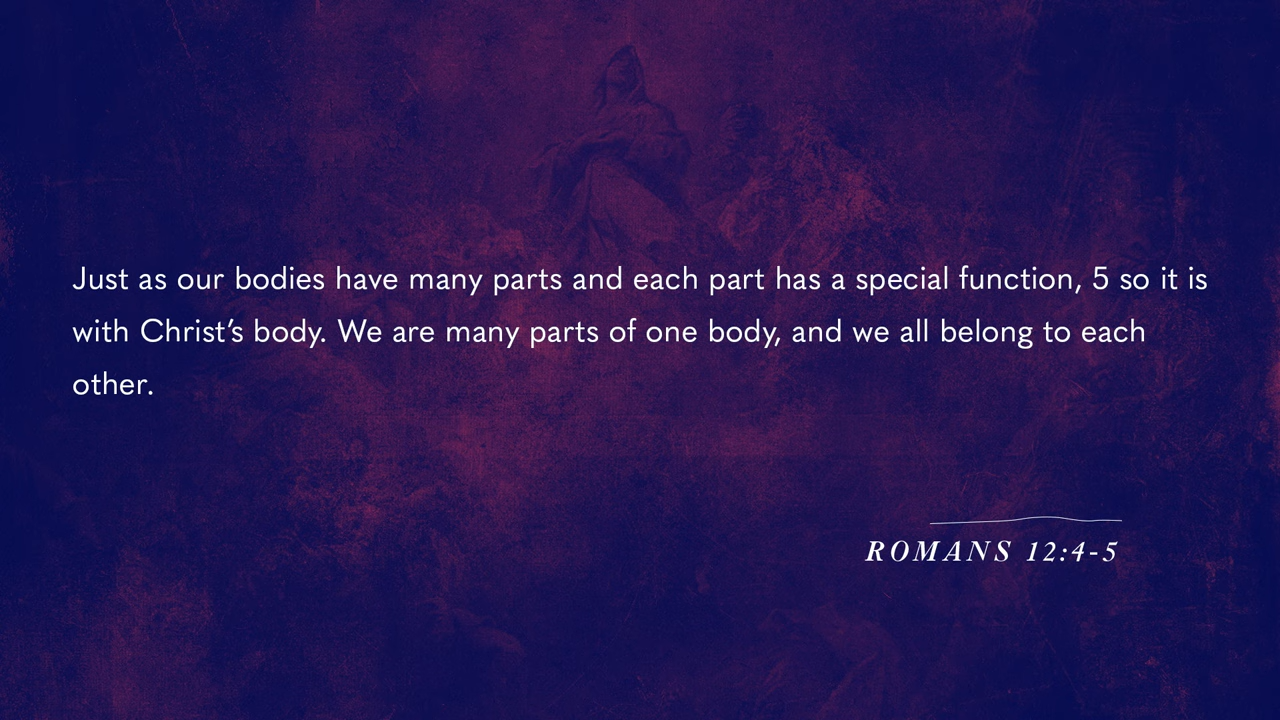 Just as our bodies have many parts and each part has a special function, 5 so it is
with Christ’s body. We are many parts of one body, and we all belong to each
other.
ROMANS 12:4-5